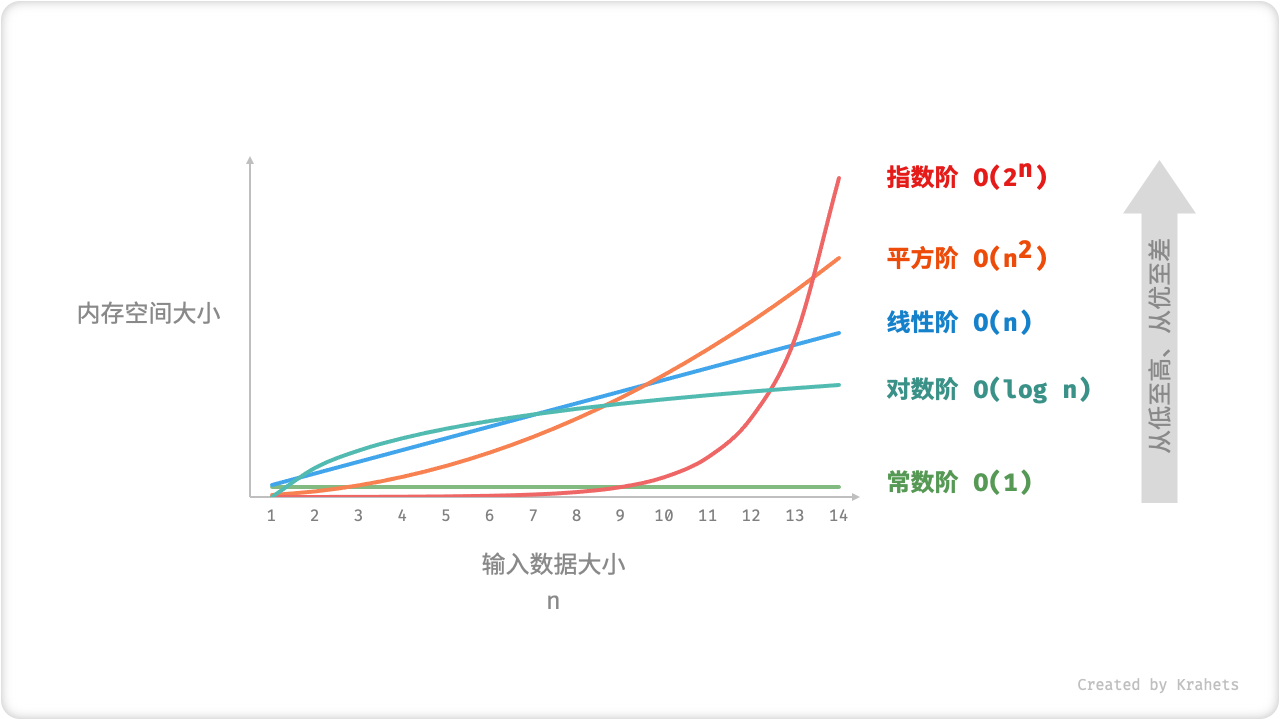 指数阶 O(2ⁿ)
平方阶 O(n²)
内存空间大小
线性阶 O(n)
对数阶 O(log n)
常数阶 O(1)
从低至高、从优至差
1 2 3 4 5 6 7 8 9 10 11 12 13 14
输入数据大小
n
Created by Krahets